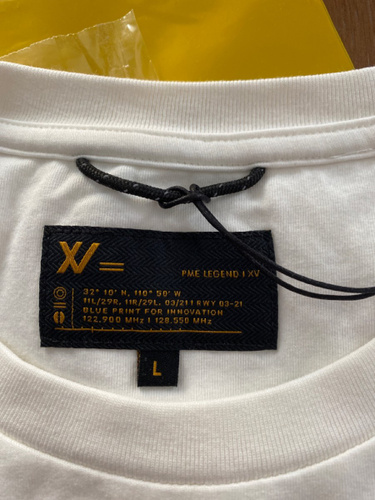 XV
PME LEGEND | XV
32° 10' N, 110° 50' W
11L/29R, 11R/29L, 03/211 RWY 03-21
BLUE PRINT FOR INNOVATION
122,900 MHz | 128.550 MHz
L